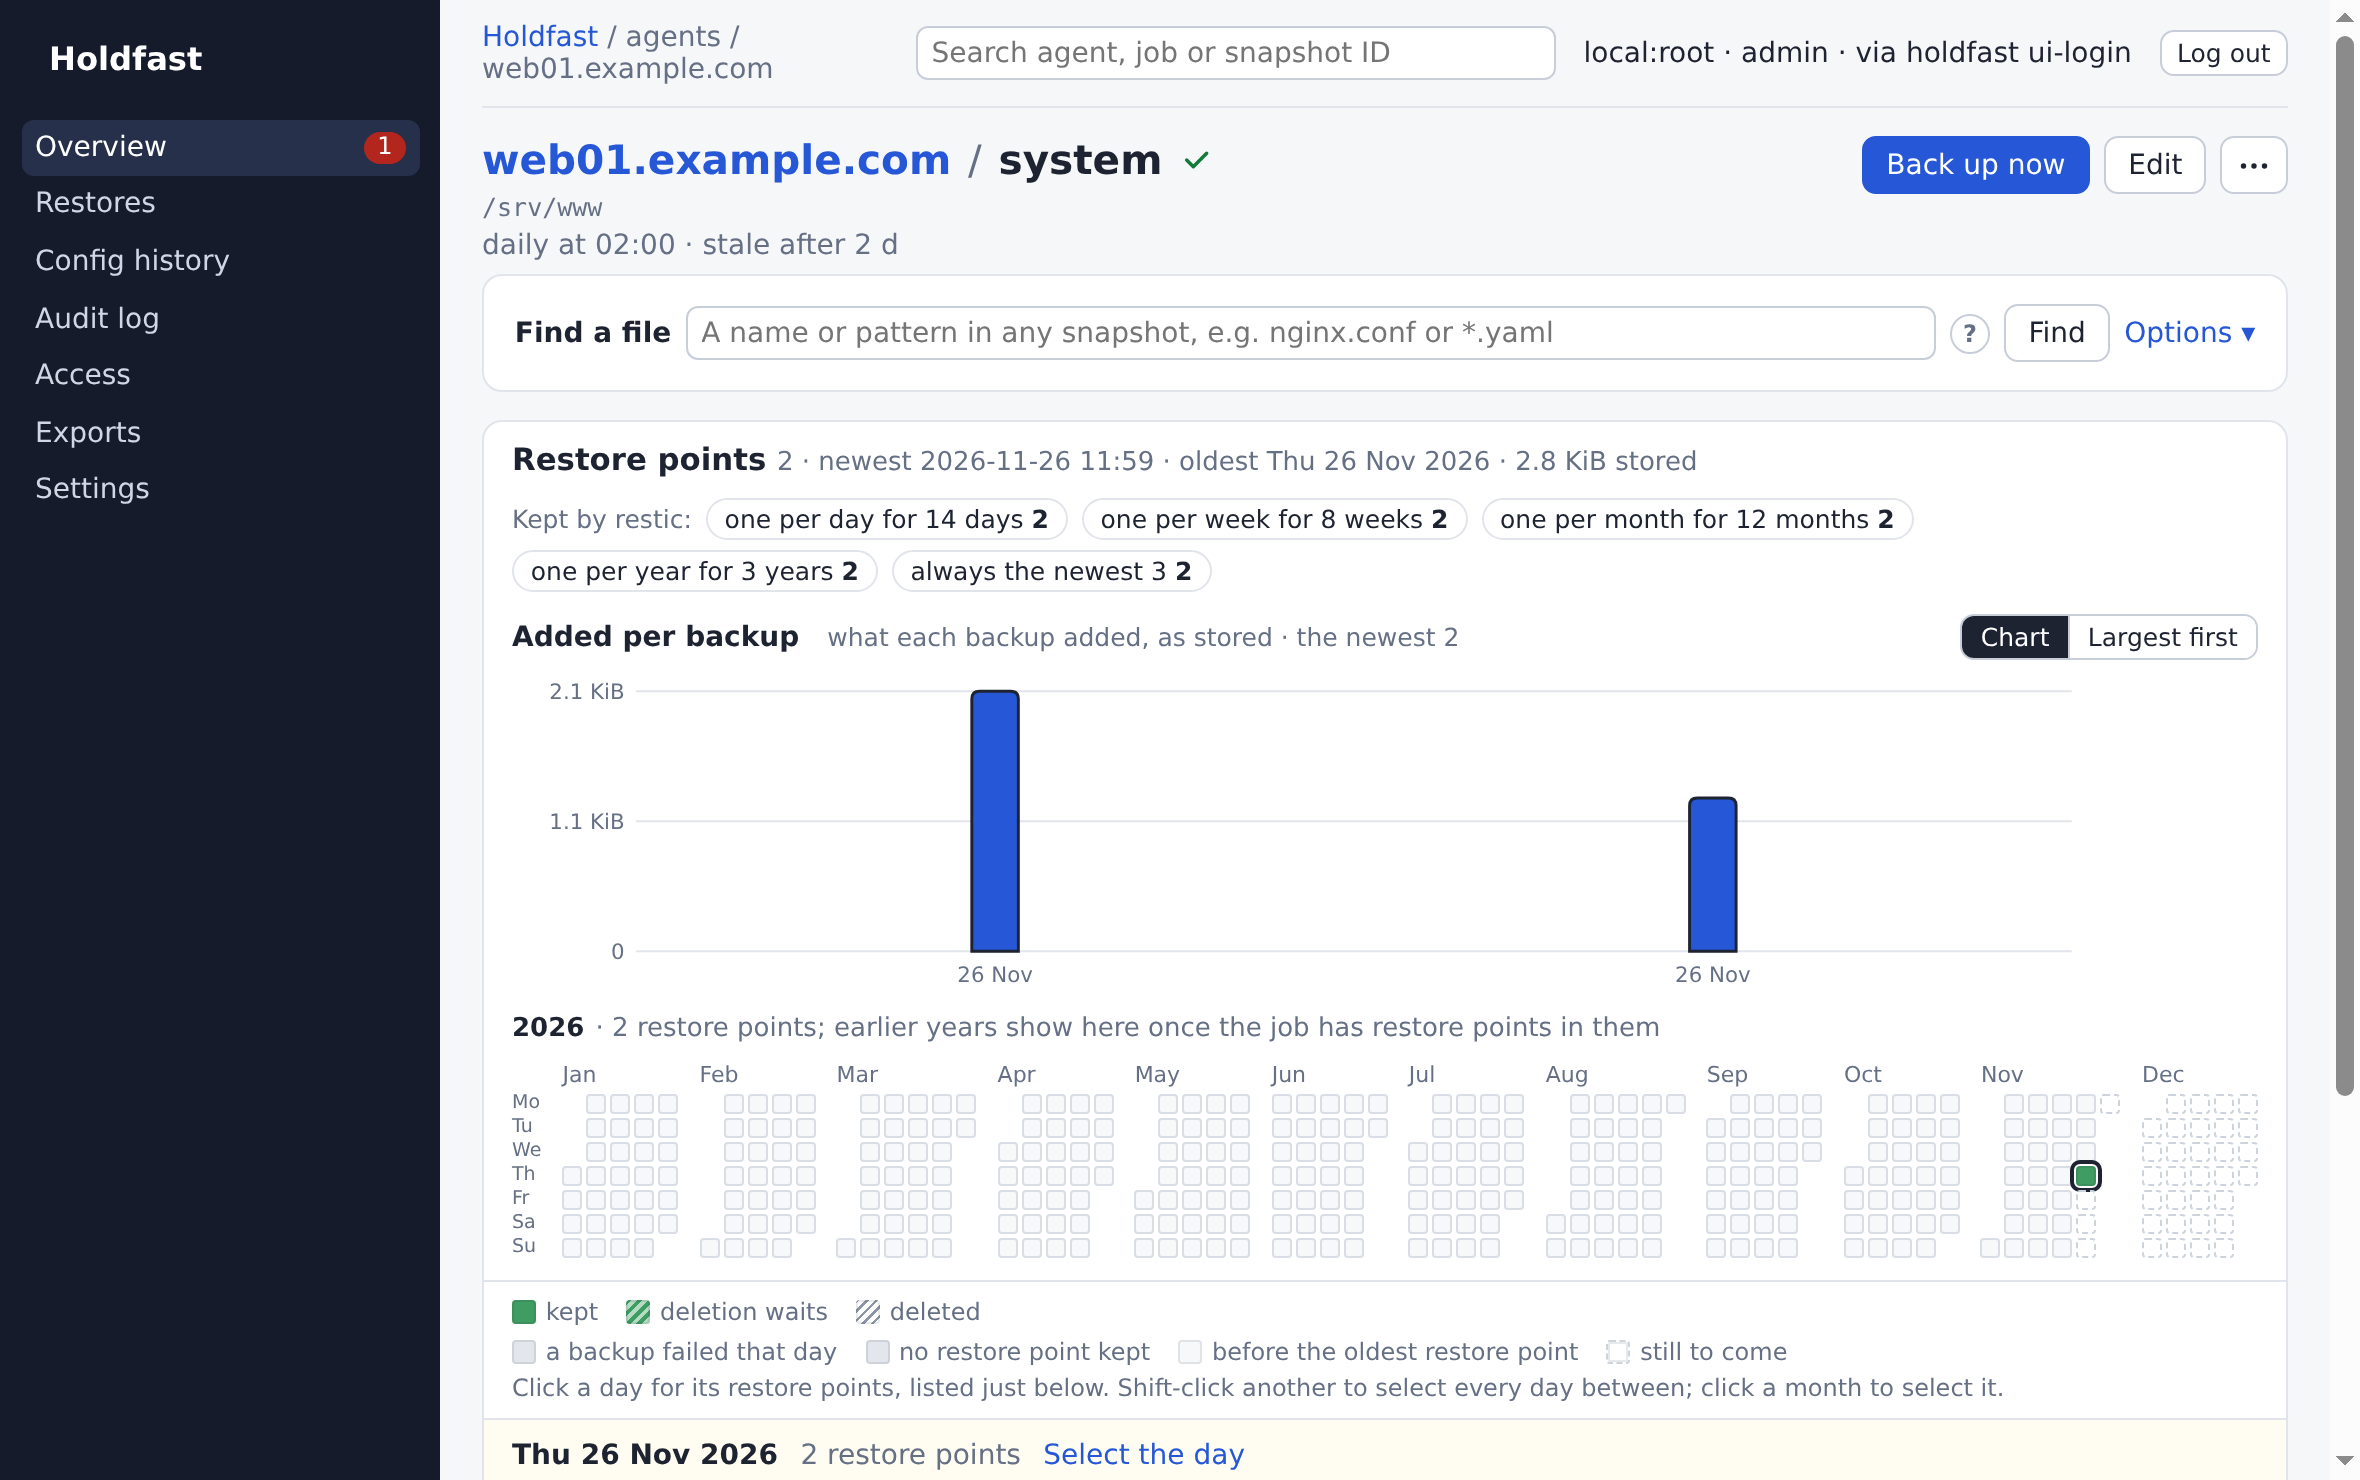 Holdfast
Overview 1
Restores
Config history
Audit log
Access
Exports
Settings
Holdfast / agents /
web01.example.com
Search agent, job or snapshot ID
local:root · admin · via holdfast ui-login
Log out
web01.example.com / system ✓
Back up now
Edit
···
/srv/www
daily at 02:00 · stale after 2 d
Find a file
A name or pattern in any snapshot, e.g. nginx.conf or *.yaml
?
Find
Options ▾
Restore points 2 · newest 2026-11-26 11:59 · oldest Thu 26 Nov 2026 · 2.8 KiB stored
Kept by restic: one per day for 14 days 2 one per week for 8 weeks 2 one per month for 12 months 2
one per year for 3 years 2 always the newest 3 2
Added per backup what each backup added, as stored · the newest 2
Chart
Largest first
2.1 KiB
1.1 KiB
0
26 Nov 26 Nov
2026 · 2 restore points; earlier years show here once the job has restore points in them
Jan Feb Mar Apr May Jun Jul Aug Sep Oct Nov Dec
Mo
Tu
We
Th
Fr
Sa
Su
kept deletion waits deleted
a backup failed that day no restore point kept before the oldest restore point still to come
Click a day for its restore points, listed just below. Shift-click another to select every day between; click a month to select it.
Thu 26 Nov 2026 2 restore points Select the day